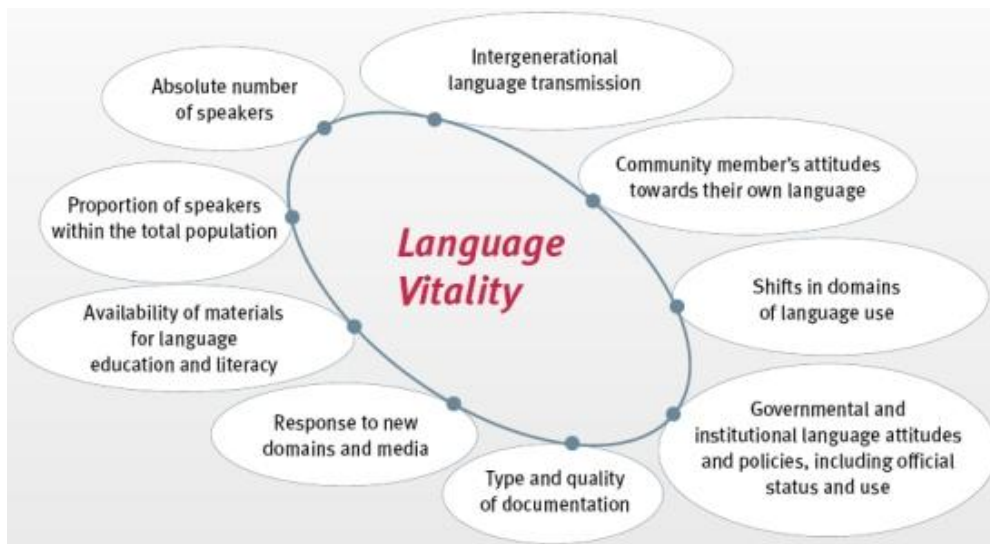 Intergenerational
language transmission
Absolute number
of speakers
Community member's attitudes
towards their own language
Proportion of speakers
within the total population
Language
Vitality
Shifts in domains
of language use
Availability of materials
for language
education and literacy
Governmental and
institutional language attitudes
and policies, including official
status and use
Response to new
domains and media
Type and quality
of documentation